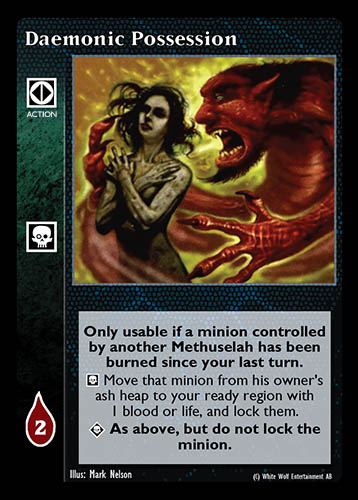 Daemonic Possession
ACTION
Only usable if a minion controlled
by another Methuselah has been
burned since your last turn.
Move that minion from his owner's
ash heap to your ready region with
1 blood or life, and lock them.
As above, but do not lock the
minion.
2
Illus: Mark Nelson
(C) White Wolf Entertainment AB